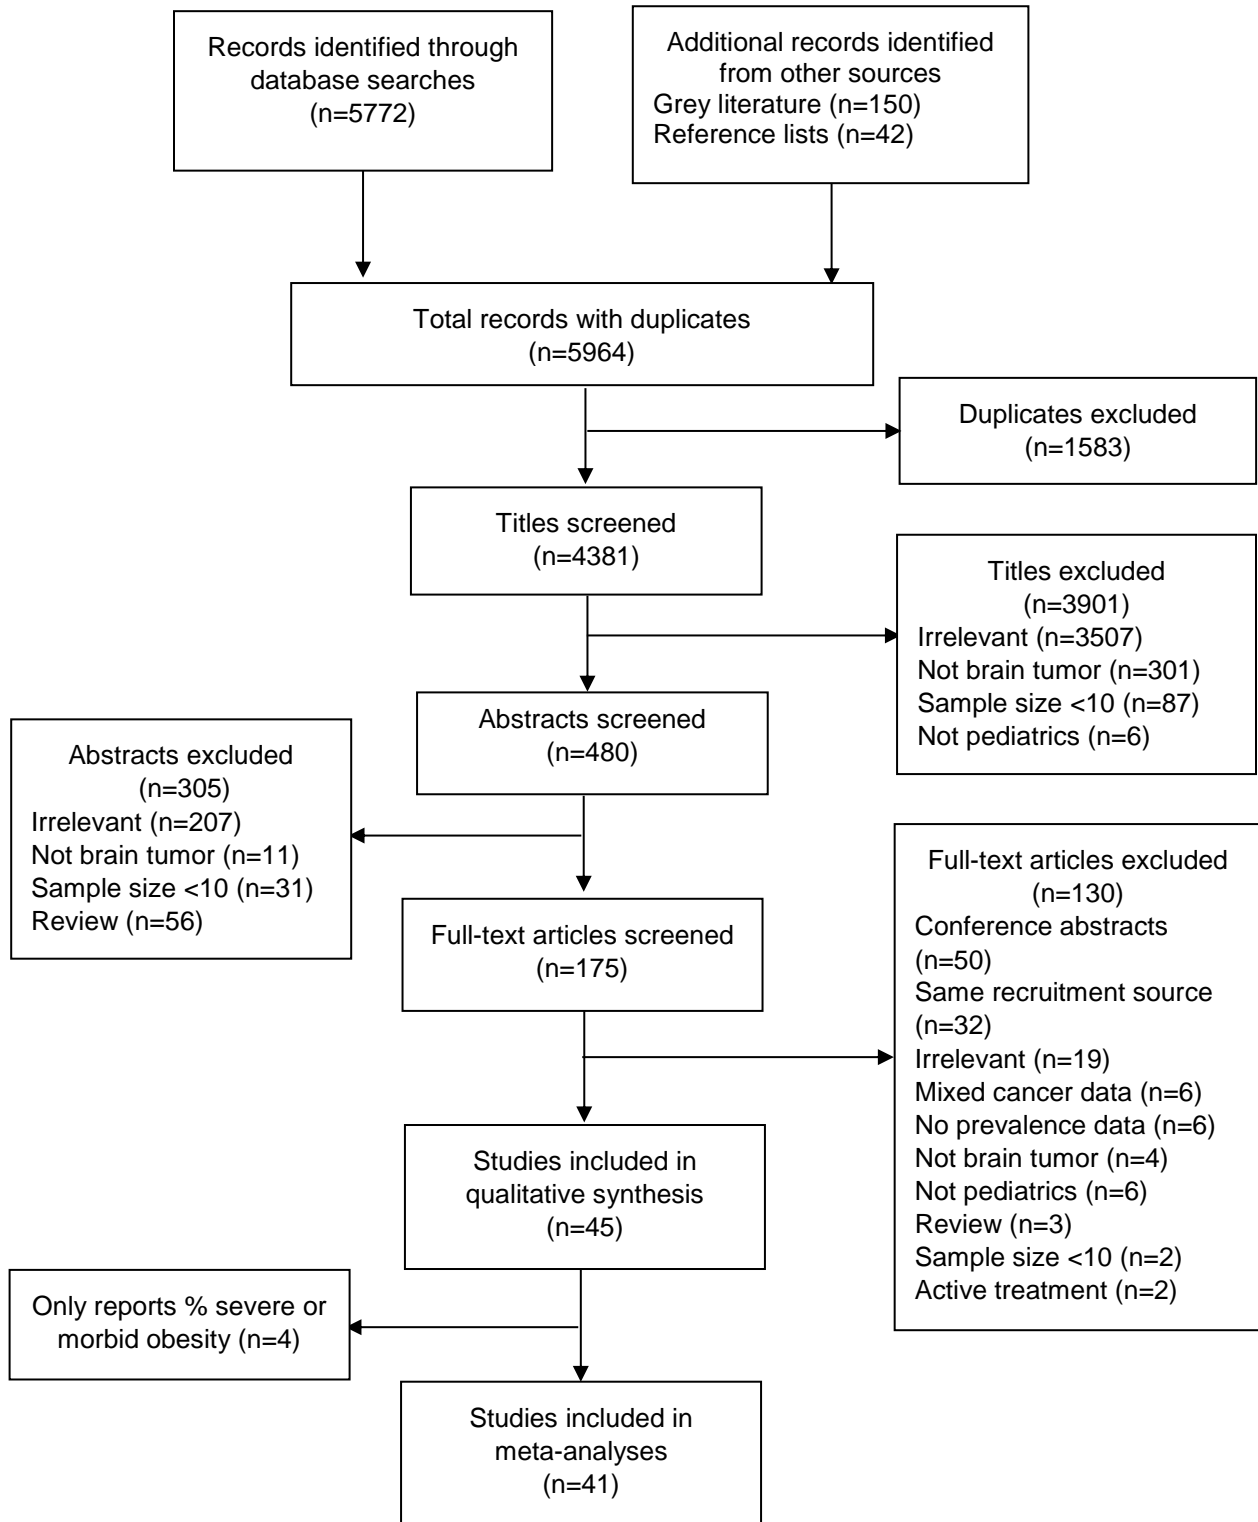 Records identified through
database searches
(n=5772)
Additional records identified
from other sources
Grey literature (n=150)
Reference lists (n=42)
Total records with duplicates
(n=5964)
Duplicates excluded
(n=1583)
Titles screened
(n=4381)
Titles excluded
(n=3901)
Irrelevant (n=3507)
Not brain tumor (n=301)
Sample size <10 (n=87)
Not pediatrics (n=6)
Abstracts screened
(n=480)
Abstracts excluded
(n=305)
Irrelevant (n=207)
Not brain tumor (n=11)
Sample size <10 (n=31)
Review (n=56)
Full-text articles screened
(n=175)
Full-text articles excluded
(n=130)
Conference abstracts
(n=50)
Same recruitment source
(n=32)
Irrelevant (n=19)
Mixed cancer data (n=6)
No prevalence data (n=6)
Not brain tumor (n=4)
Not pediatrics (n=6)
Review (n=3)
Sample size <10 (n=2)
Active treatment (n=2)
Studies included in
qualitative synthesis
(n=45)
Only reports % severe or
morbid obesity (n=4)
Studies included in
meta-analyses
(n=41)